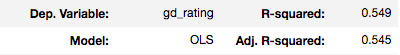 Dep. Variable: gd_rating R-squared: 0.549
Model: OLS Adj. R-squared: 0.545